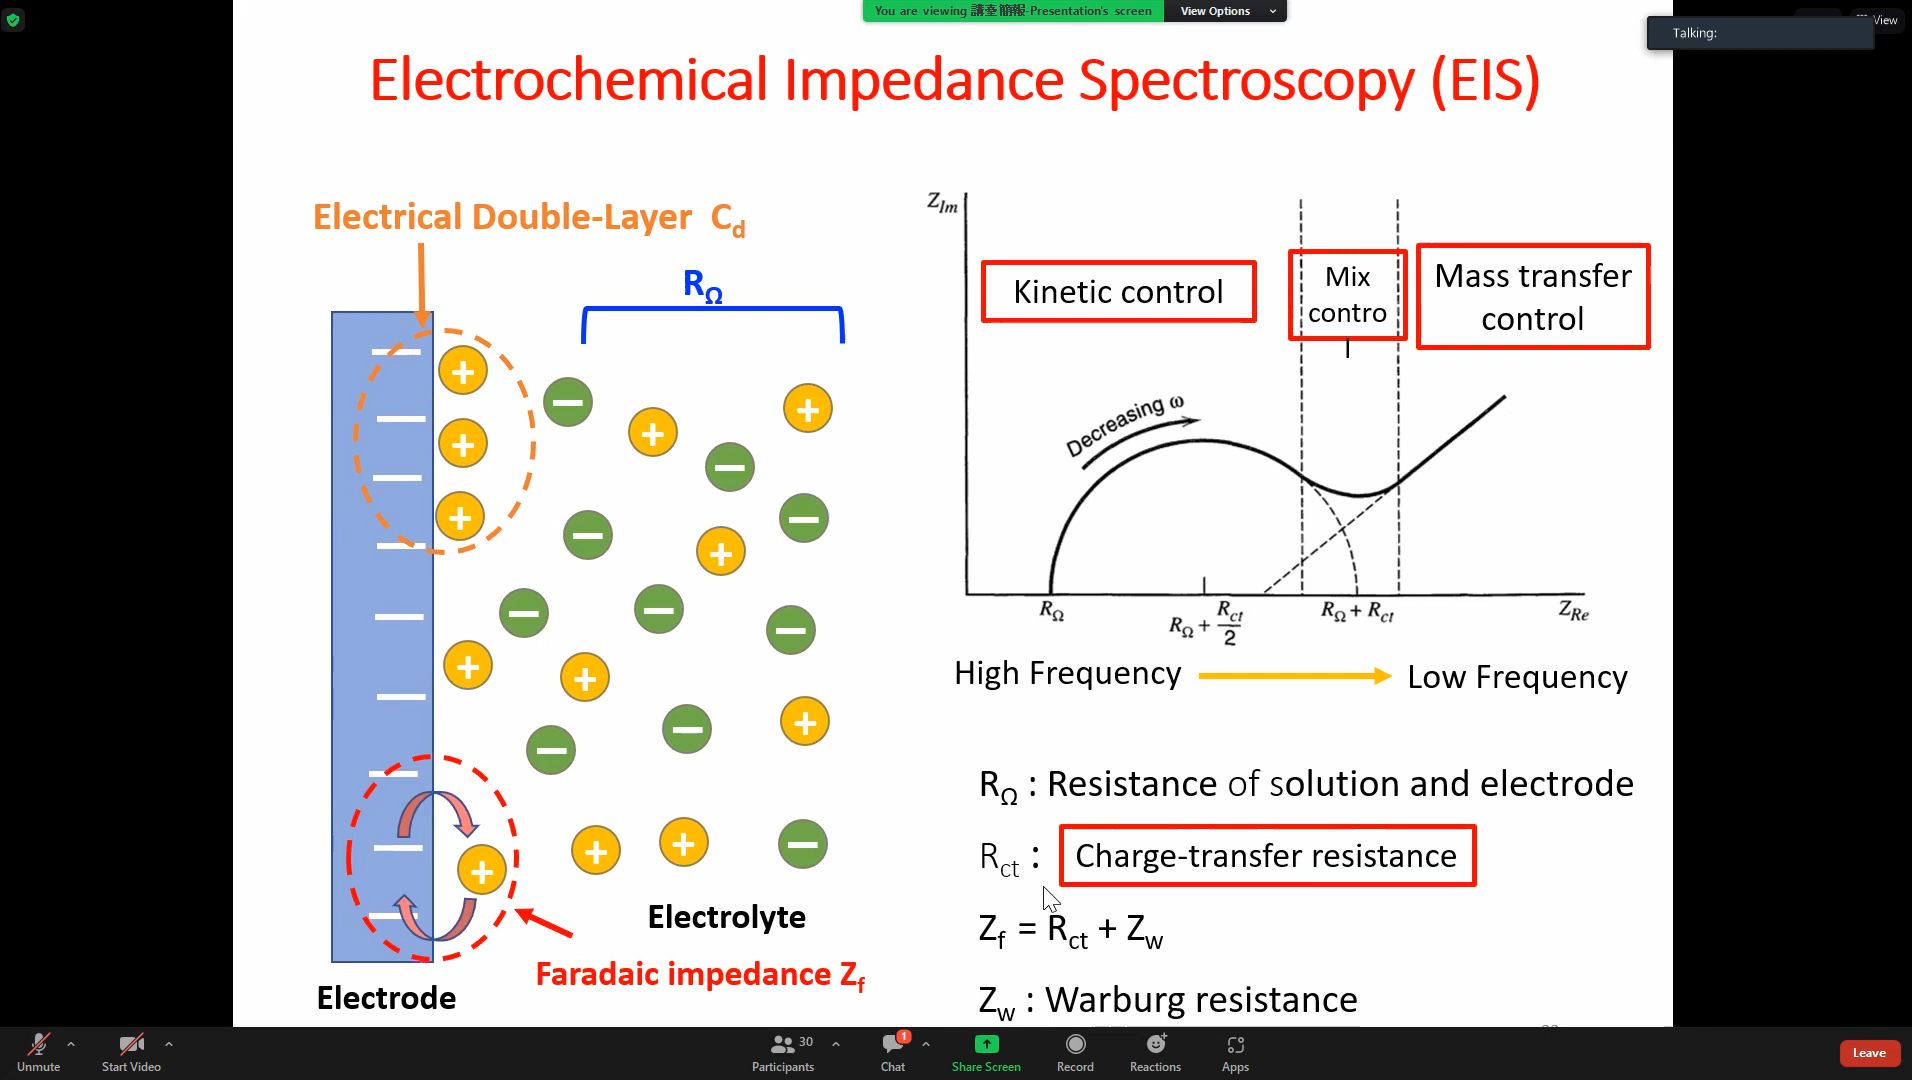 You are viewing 講臺簡報-Presentation's screen
View Options
View
Talking:
Electrochemical Impedance Spectroscopy (EIS)
Electrical Double-Layer Cd
RΩ
Electrolyte
Faradaic impedance Zf
Electrode
ZIm
Kinetic control
Mix
contro
l
Mass transfer
control
Decreasing ω
RΩ
RΩ + Rct/2
RΩ + Rct
ZRe
High Frequency
Low Frequency
RΩ : Resistance of solution and electrode
Rct : Charge-transfer resistance
Zf = Rct + Zw
Zw : Warburg resistance
Unmute
Start Video
30
Participants
1
Chat
Share Screen
Record
Reactions
Apps
Leave